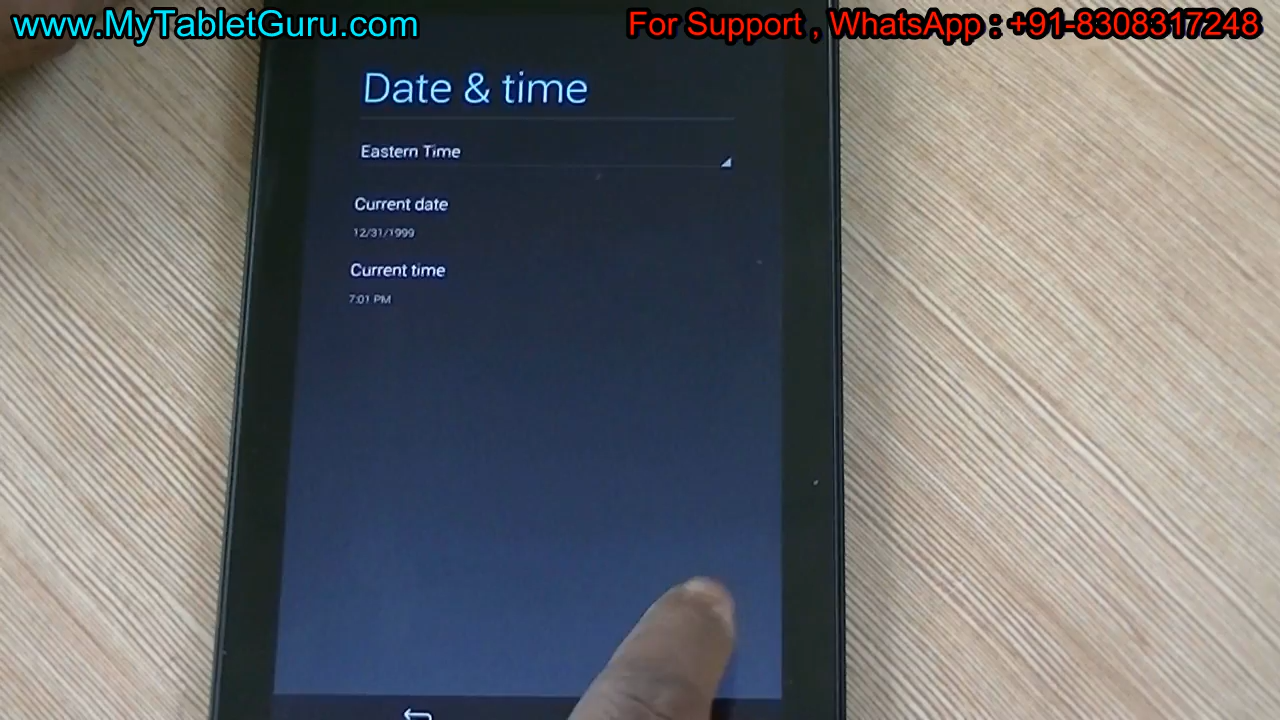 www.MyTabletGuru.com
For Support , WhatsApp : +91-8308317248
Date & time
Eastern Time
Current date
12/31/1999
Current time
7:01 PM